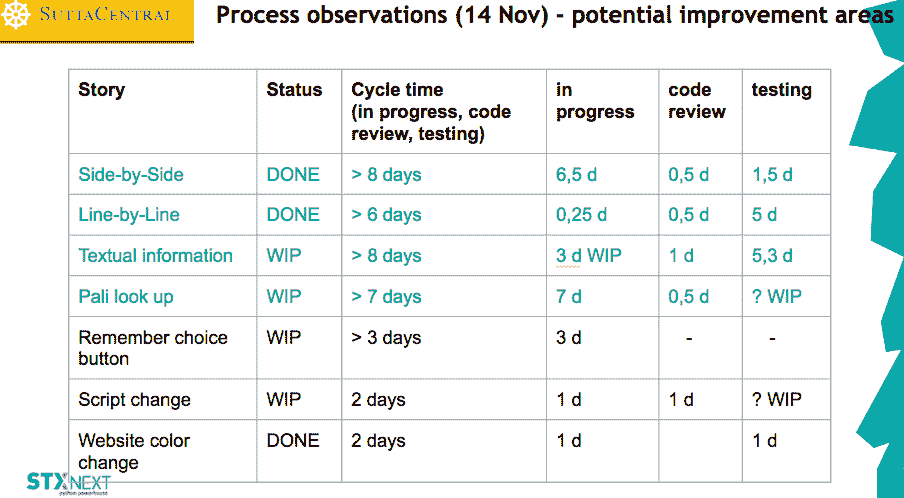 SUTTACENTRAL
Process observations (14 Nov) - potential improvement areas
Story Status Cycle time in code testing
(in progress, code progress review
review, testing)
Side-by-Side DONE > 8 days 6,5 d 0,5 d 1,5 d
Line-by-Line DONE > 6 days 0,25 d 0,5 d 5 d
Textual information WIP > 8 days 3 d WIP 1 d 5,3 d
Pali look up WIP > 7 days 7 d 0,5 d ? WIP
Remember choice WIP > 3 days 3 d - -
button
Script change WIP 2 days 1 d 1 d ? WIP
Website color DONE 2 days 1 d 1 d
change
STXNEXT
python powerhouse